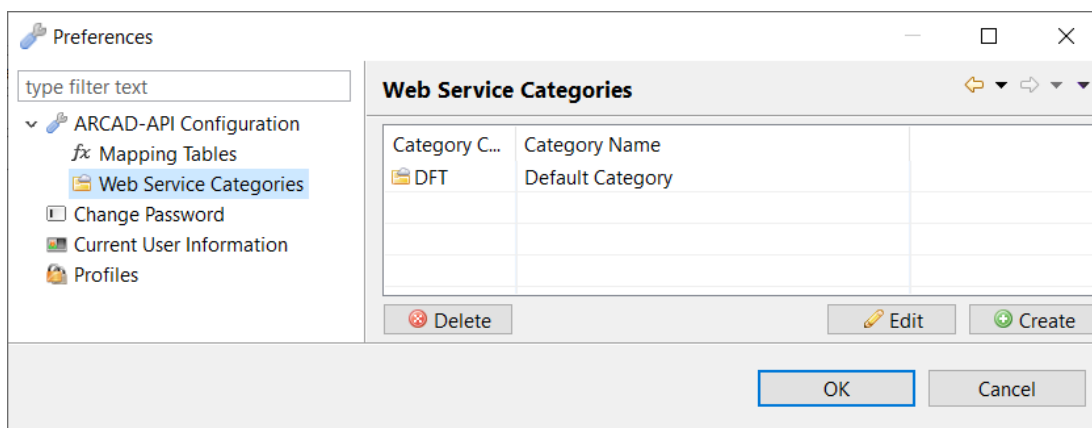 Preferences
type filter text
ARCAD-API Configuration
fx Mapping Tables
Web Service Categories
Change Password
Current User Information
Profiles
Web Service Categories
Category C... Category Name
DFT Default Category
Delete Edit Create
OK Cancel